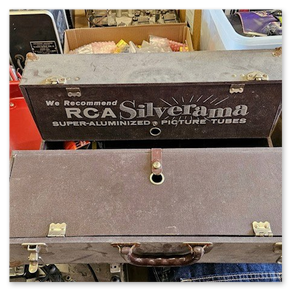 We Recommend
RCA Silverama
SUPER-ALUMINIZED PICTURE TUBES